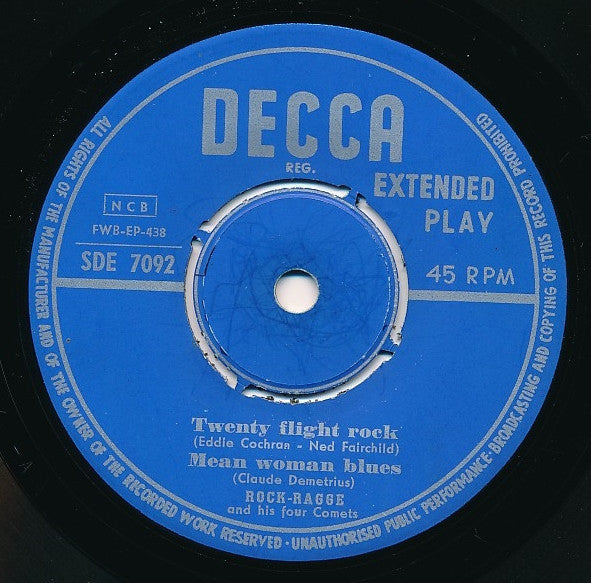 DECCA
REG.
EXTENDED
PLAY
NCB
FWB-EP-438
SDE 7092
45 RPM
Twenty flight rock
(Eddie Cochran - Ned Fairchild)
Mean woman blues
(Claude Demetrius)
ROCK-RAGGE
and his four Comets
ALL RIGHTS OF THE MANUFACTURER AND OF THE OWNER OF THE RECORDED WORK RESERVED · UNAUTHORISED PUBLIC PERFORMANCE · BROADCASTING AND COPYING OF THIS RECORD PROHIBITED